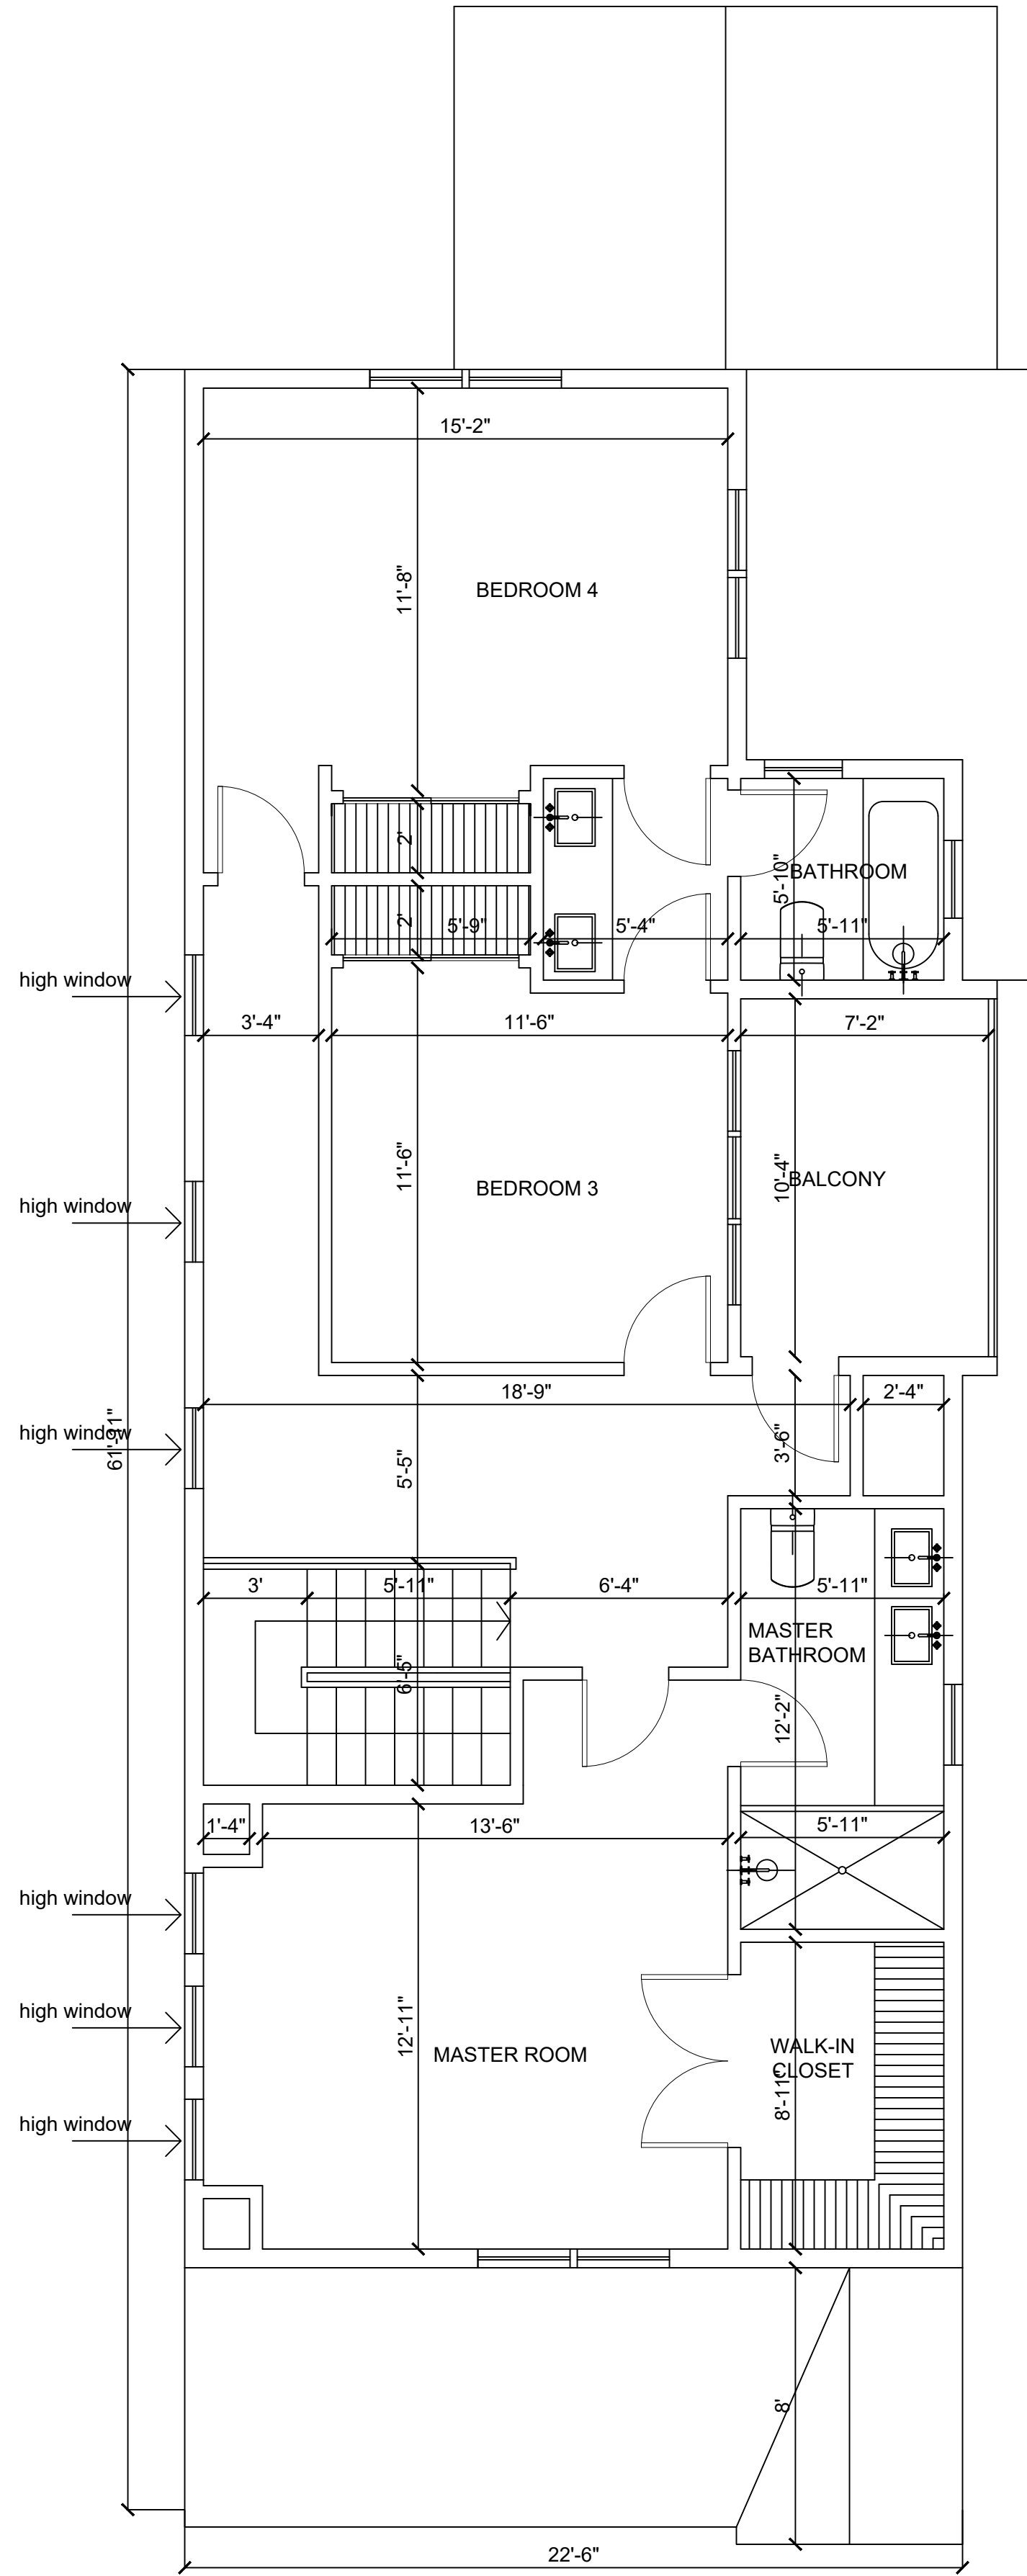 15'-2"
11'-8"
BEDROOM 4
2'
5'-10"
BATHROOM
2'
5'-9"
5'-4"
5'-11"
high window
3'-4"
11'-6"
7'-2"
11'-6"
BEDROOM 3
10'-4"
BALCONY
high window
18'-9"
2'-4"
high window
61'-11"
5'-5"
3'-6"
3'
5'-11"
6'-4"
5'-11"
MASTER
BATHROOM
6'-5"
12'-2"
1'-4"
13'-6"
5'-11"
high window
high window
12'-11"
MASTER ROOM
WALK-IN
CLOSET
8'-11"
high window
8'
22'-6"